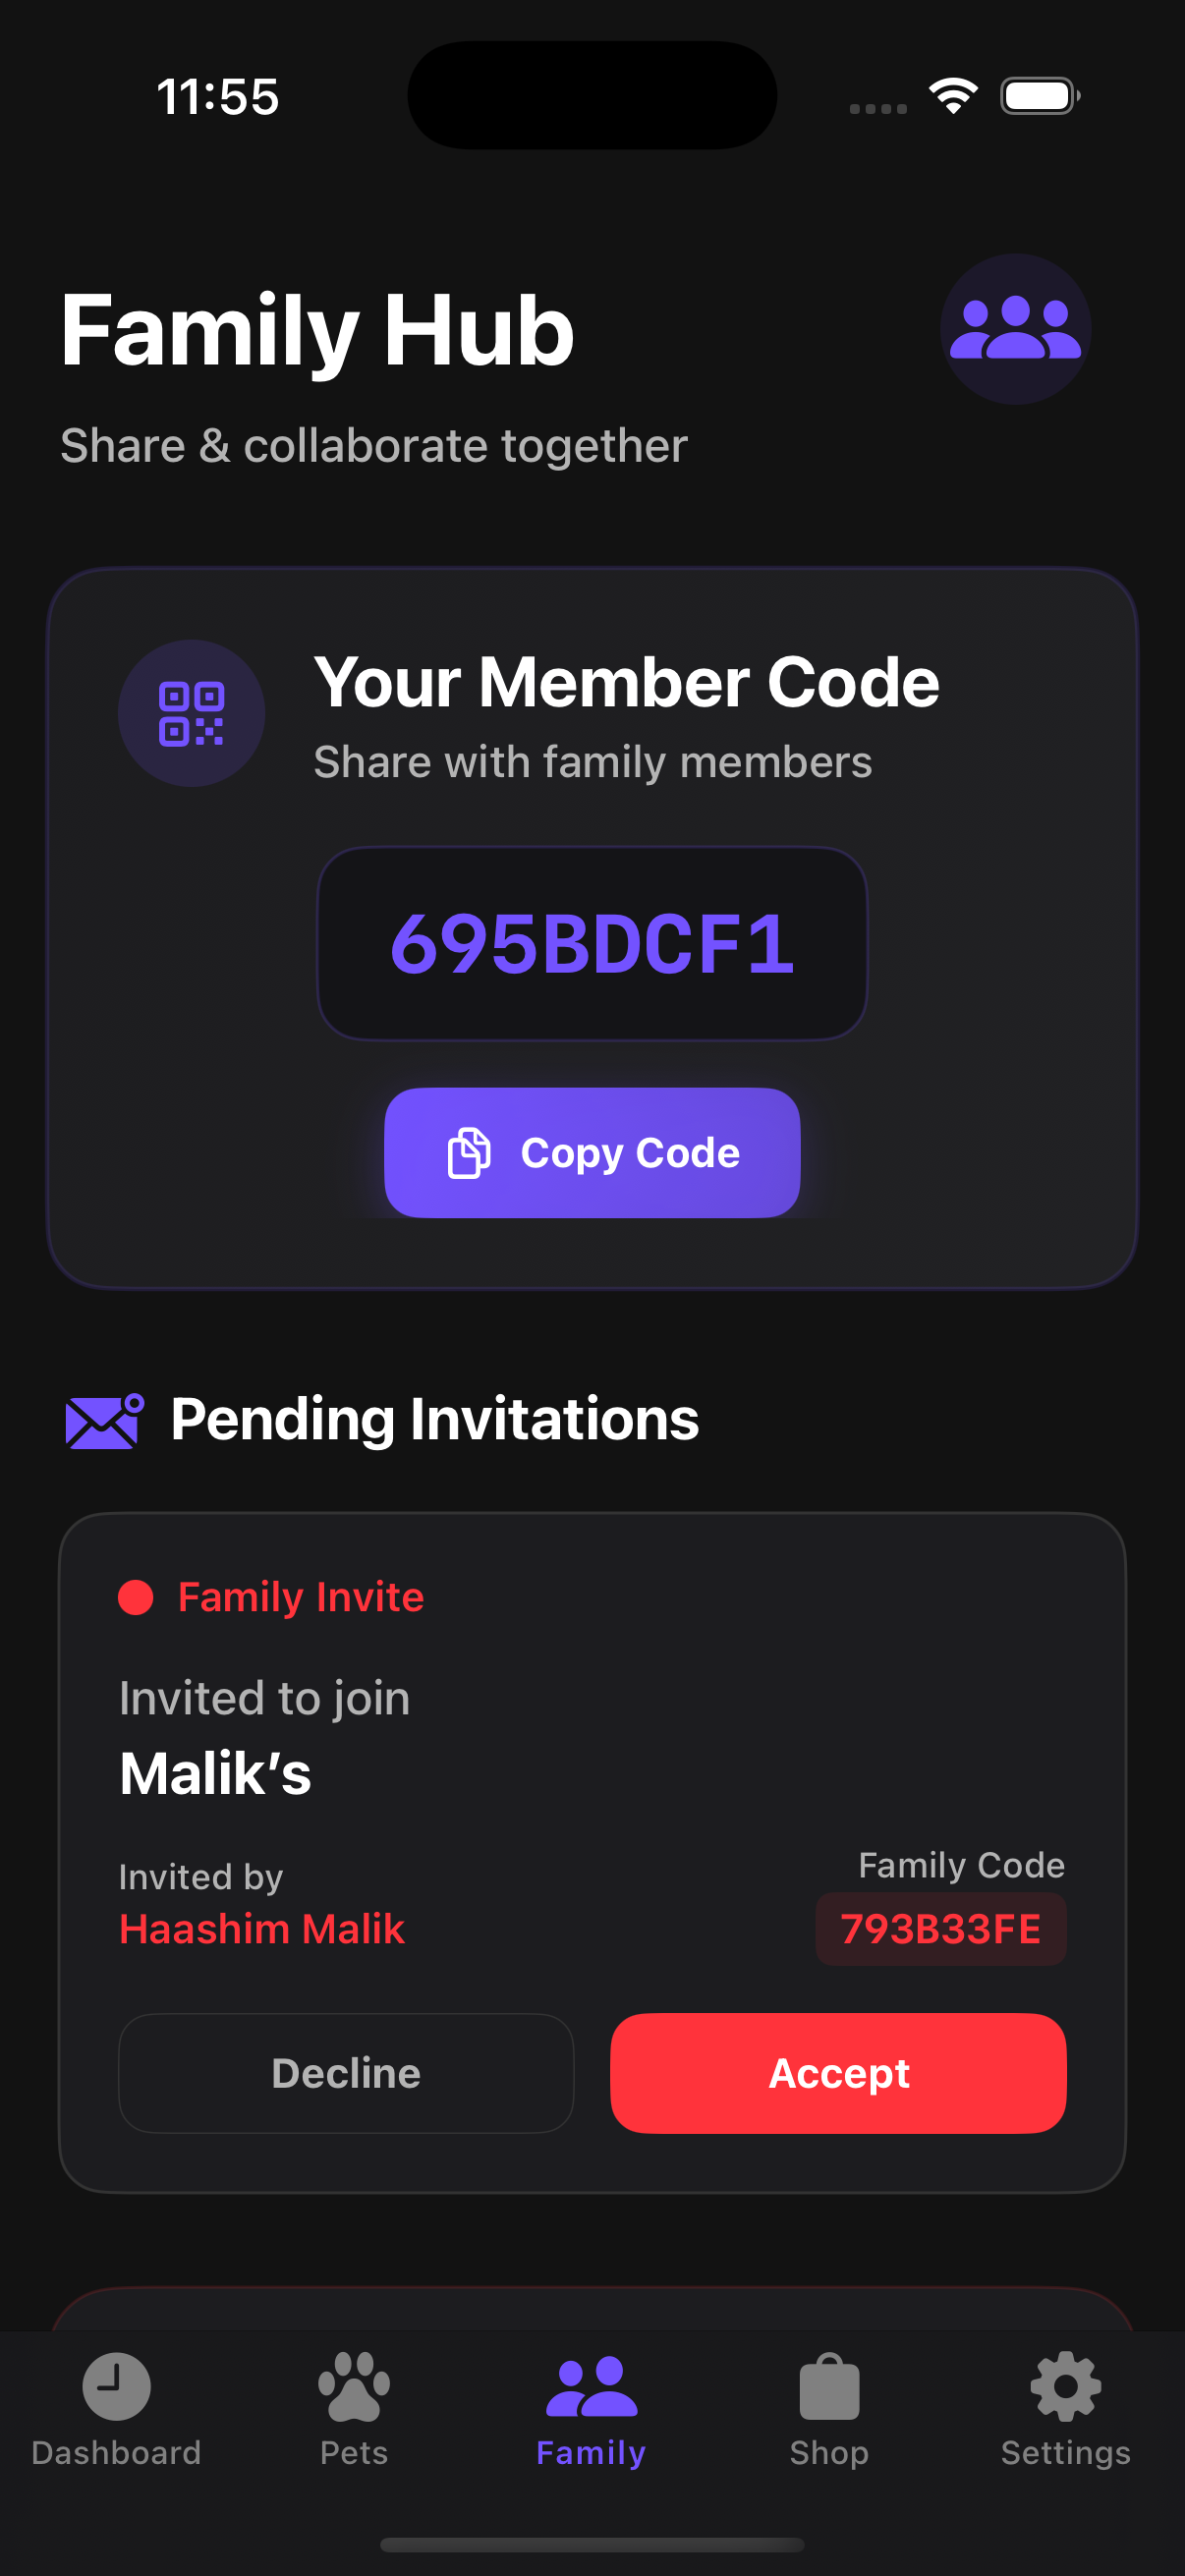 11:55
Family Hub
Share & collaborate together
Your Member Code
Share with family members
695BDCF1
Copy Code
Pending Invitations
Family Invite
Invited to join
Malik’s
Invited by
Haashim Malik
Family Code
793B33FE
Decline
Accept
Dashboard
Pets
Family
Shop
Settings